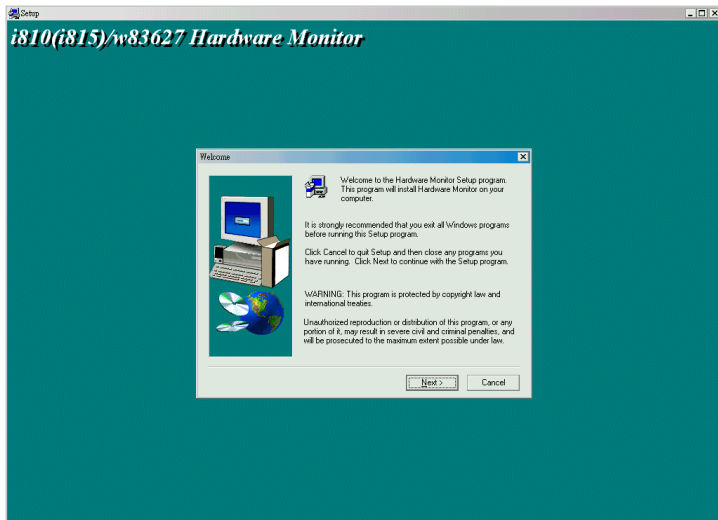 Setup
i810(i815)/w83627 Hardware Monitor
Welcome
Welcome to the Hardware Monitor Setup program.
This program will install Hardware Monitor on your
computer.
It is strongly recommended that you exit all Windows programs
before running this Setup program.
Click Cancel to quit Setup and then close any programs you
have running. Click Next to continue with the Setup program.
WARNING: This program is protected by copyright law and
international treaties.
Unauthorized reproduction or distribution of this program, or any
portion of it, may result in severe civil and criminal penalties, and
will be prosecuted to the maximum extent possible under law.
Next >
Cancel